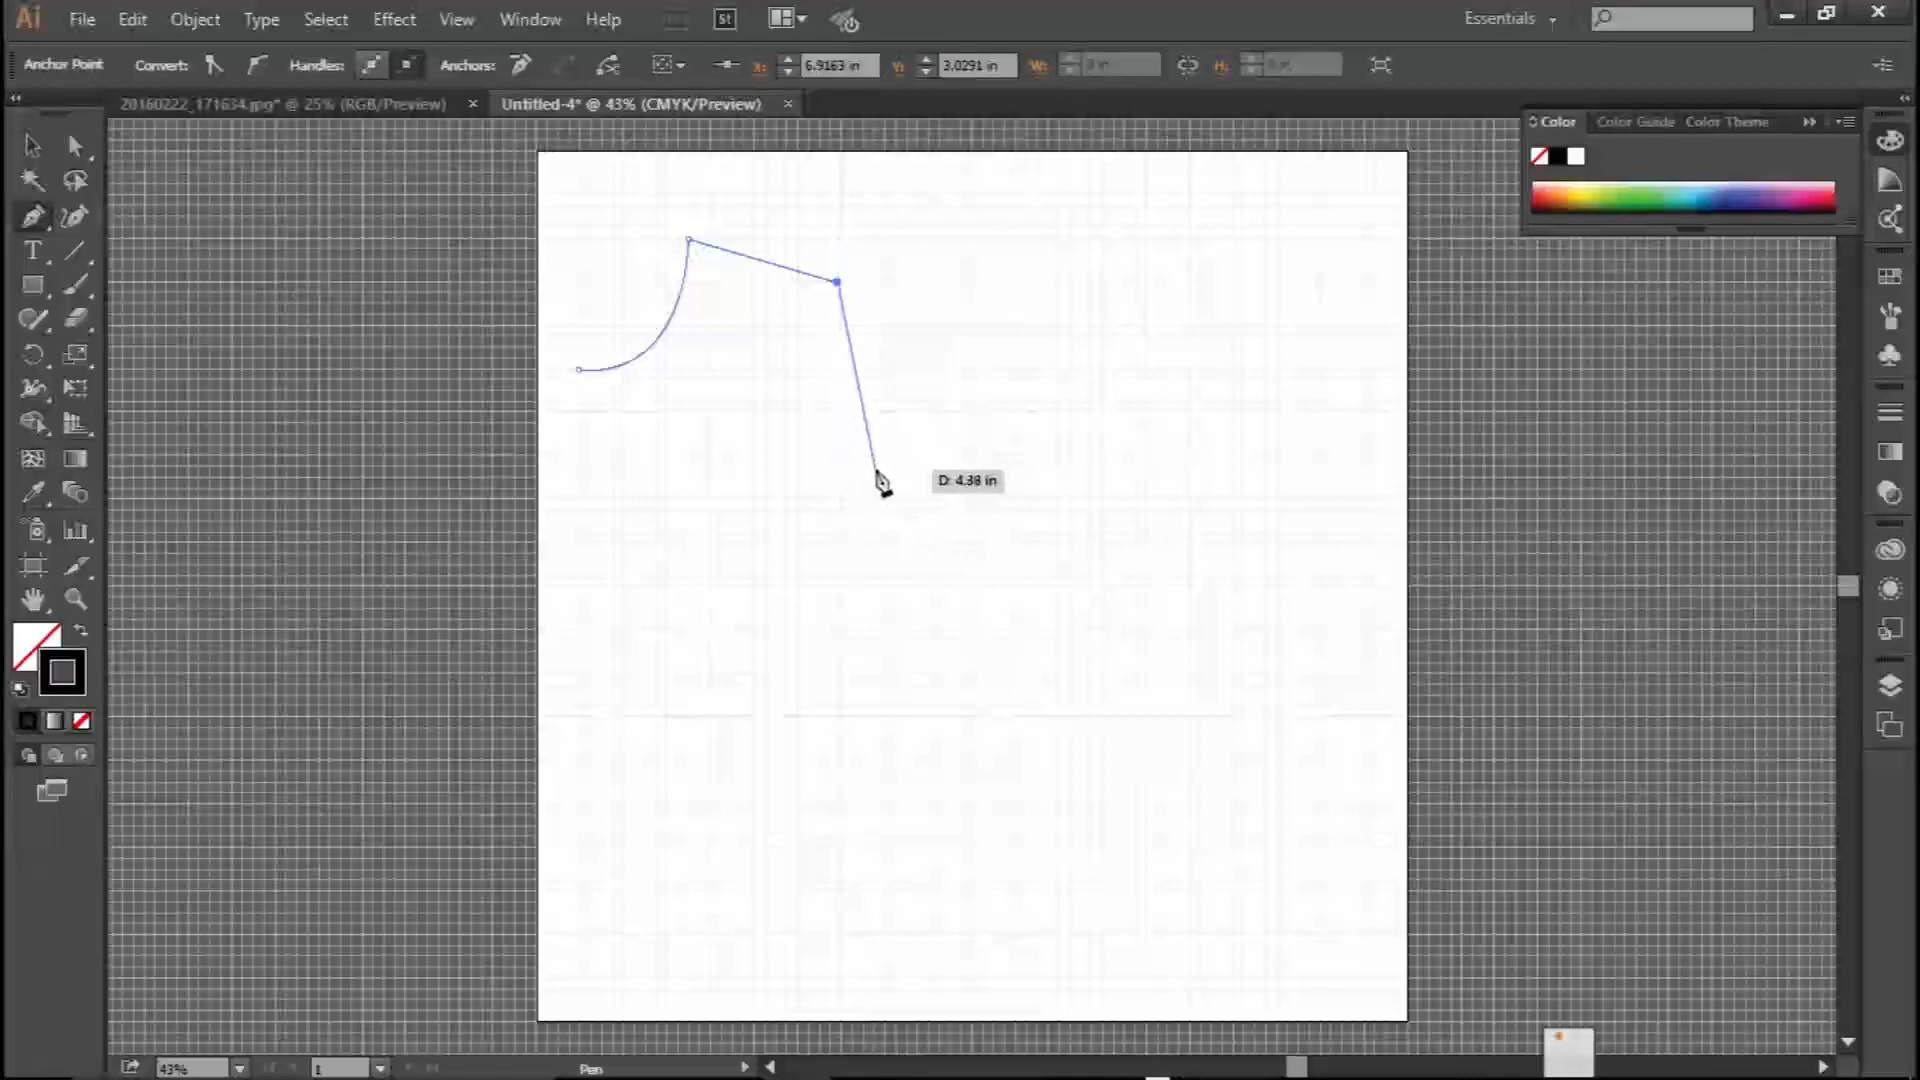 Ai File Edit Object Type Select Effect View Window Help St Essentials
Anchor Point Convert: Handles: Anchors: X: 6.9163 in Y: 3.0291 in W: 0 in H:
20160222_171634.jpg* @ 25% (RGB/Preview) × Untitled-4* @ 43% (CMYK/Preview) ×
Color Color Guide Color Theme
T
D: 4.38 in
43% 1 Pen